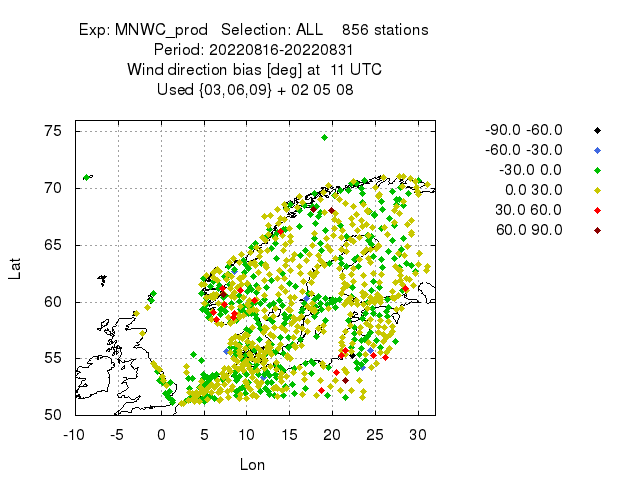 Exp: MNWC_prod   Selection: ALL    856 stations
Period: 20220816-20220831
Wind direction bias [deg] at  11 UTC
Used {03,06,09} + 02 05 08
-90.0 -60.0
-60.0 -30.0
-30.0 0.0
0.0 30.0
30.0 60.0
60.0 90.0
75
70
65
60
55
50
Lat
-10 -5 0 5 10 15 20 25 30
Lon